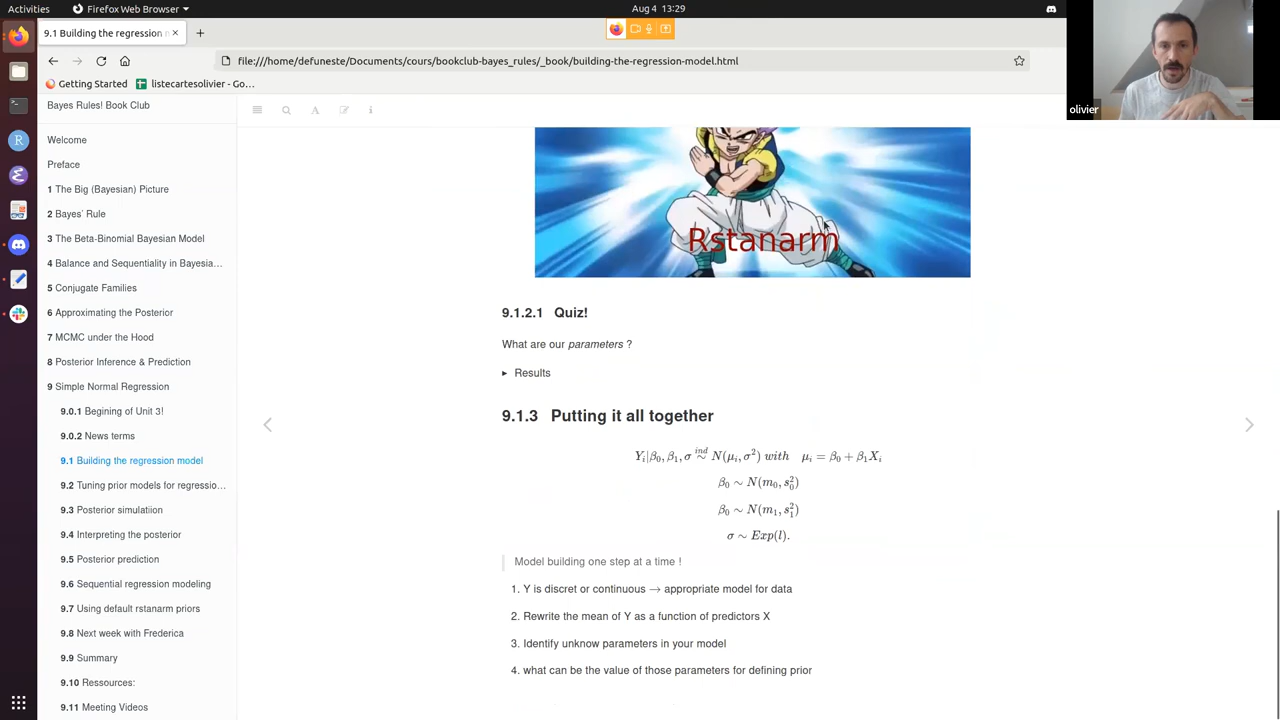 Activities
Firefox Web Browser
Aug 4 13:29
9.1 Building the regression m
file:///home/defuneste/Documents/cours/bookclub-bayes_rules/_book/building-the-regression-model.html
Getting Started
listecartesolivier - Go…
olivier
Bayes Rules! Book Club
Welcome
Preface
1 The Big (Bayesian) Picture
2 Bayes' Rule
3 The Beta-Binomial Bayesian Model
4 Balance and Sequentiality in Bayesia…
5 Conjugate Families
6 Approximating the Posterior
7 MCMC under the Hood
8 Posterior Inference & Prediction
9 Simple Normal Regression
9.0.1 Begining of Unit 3!
9.0.2 News terms
9.1 Building the regression model
9.2 Tuning prior models for regressio…
9.3 Posterior simulatiion
9.4 Interpreting the posterior
9.5 Posterior prediction
9.6 Sequential regression modeling
9.7 Using default rstanarm priors
9.8 Next week with Frederica
9.9 Summary
9.10 Ressources:
9.11 Meeting Videos
Rstanarm
9.1.2.1 Quiz!
What are our parameters ?
Results
9.1.3 Putting it all together
Y_i|β_0, β_1, σ ind ~ N(μ_i, σ²) with μ_i = β_0 + β_1X_i
β_0 ~ N(m_0, s_0²)
β_0 ~ N(m_1, s_1²)
σ ~ Exp(l).
Model building one step at a time !
1. Y is discret or continuous → appropriate model for data
2. Rewrite the mean of Y as a function of predictors X
3. Identify unknow parameters in your model
4. what can be the value of those parameters for defining prior